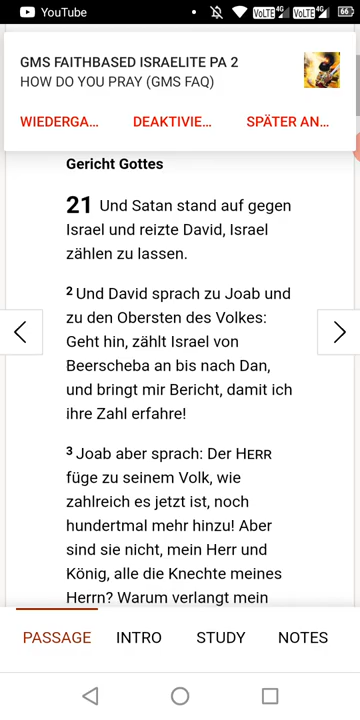 YouTube
VoLTE 4G VoLTE 4G 66
GMS FAITHBASED ISRAELITE PA 2
HOW DO YOU PRAY (GMS FAQ)
WIEDERGA... DEAKTIVIE... SPÄTER AN...
Gericht Gottes
21 Und Satan stand auf gegen
Israel und reizte David, Israel
zählen zu lassen.
2 Und David sprach zu Joab und
zu den Obersten des Volkes:
Geht hin, zählt Israel von
Beerscheba an bis nach Dan,
und bringt mir Bericht, damit ich
ihre Zahl erfahre!
3 Joab aber sprach: Der HERR
füge zu seinem Volk, wie
zahlreich es jetzt ist, noch
hundertmal mehr hinzu! Aber
sind sie nicht, mein Herr und
König, alle die Knechte meines
Herrn? Warum verlangt mein
PASSAGE INTRO STUDY NOTES